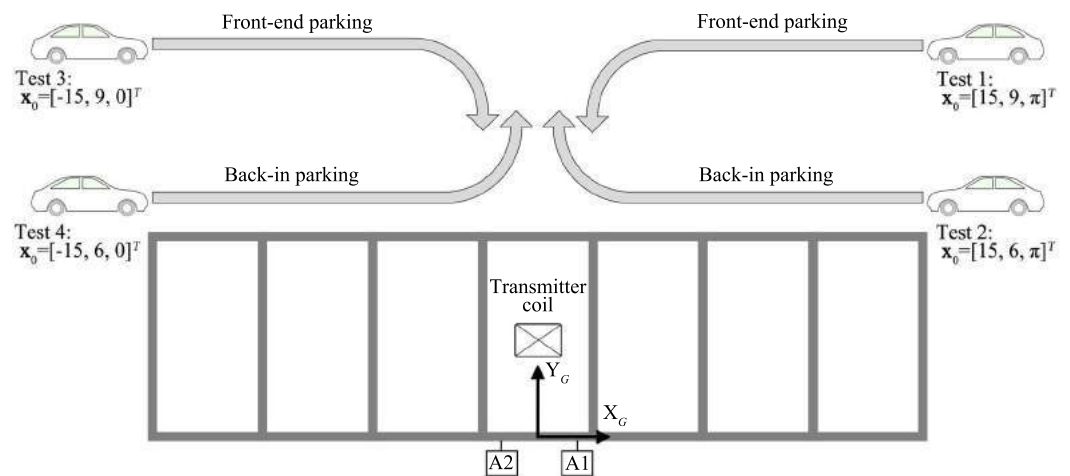 Front-end parking
Front-end parking
Test 3:
x₀=[-15, 9, 0]ᵀ
Test 1:
x₀=[15, 9, π]ᵀ
Back-in parking
Back-in parking
Test 4:
x₀=[-15, 6, 0]ᵀ
Test 2:
x₀=[15, 6, π]ᵀ
Transmitter
coil
Y_G
X_G
A2
A1